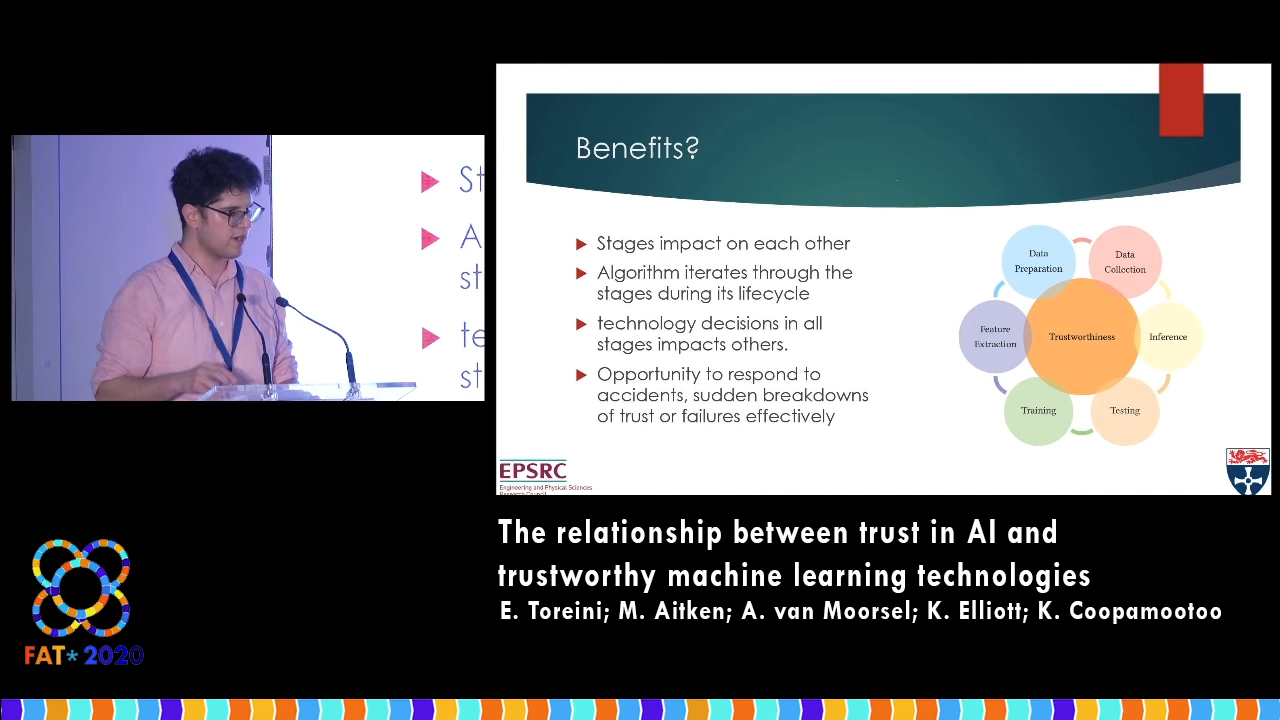 St
A
st
te
st
Benefits?
Stages impact on each other
Algorithm iterates through the
stages during its lifecycle
technology decisions in all
stages impacts others.
Opportunity to respond to
accidents, sudden breakdowns
of trust or failures effectively
Data
Preparation
Data
Collection
Feature
Extraction
Trustworthiness
Inference
Training
Testing
EPSRC
Engineering and Physical Sciences
Research Council
The relationship between trust in AI and
trustworthy machine learning technologies
E. Toreini; M. Aitken; A. van Moorsel; K. Elliott; K. Coopamootoo
FAT* 2020